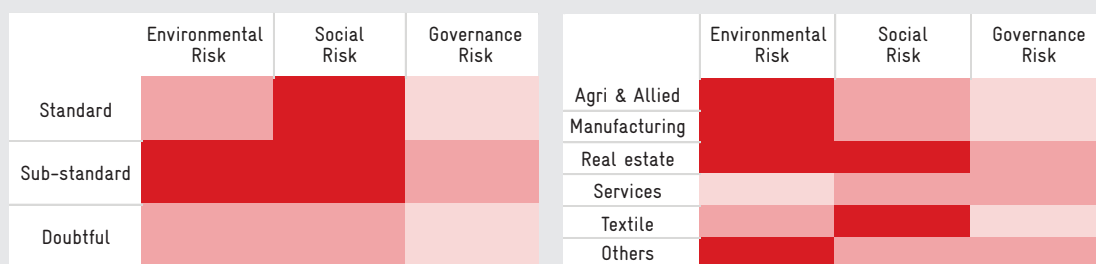 Environmental
Risk
Social
Risk
Governance
Risk
Standard
Sub-standard
Doubtful
Environmental
Risk
Social
Risk
Governance
Risk
Agri & Allied
Manufacturing
Real estate
Services
Textile
Others